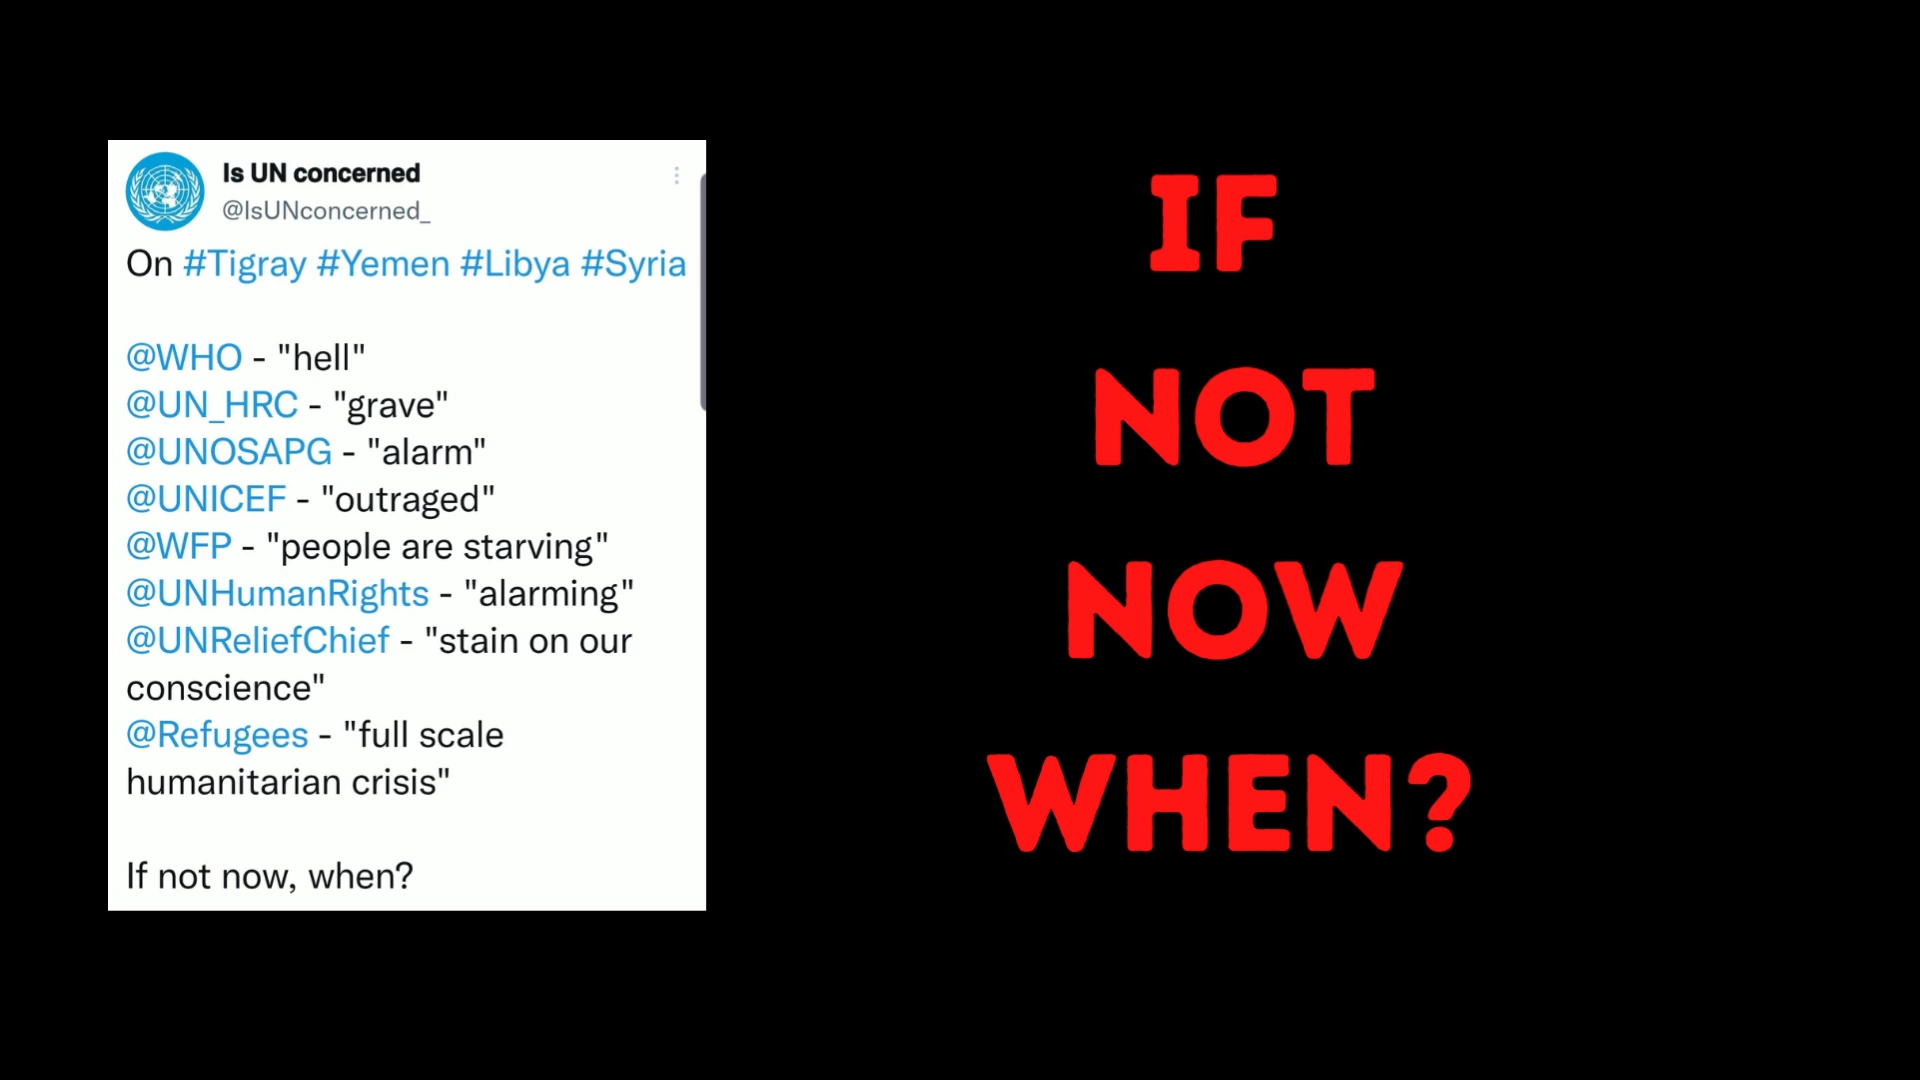 Is UN concerned
@IsUNconcerned_
On #Tigray #Yemen #Libya #Syria
@WHO - "hell"
@UN_HRC - "grave"
@UNOSAPG - "alarm"
@UNICEF - "outraged"
@WFP - "people are starving"
@UNHumanRights - "alarming"
@UNReliefChief - "stain on our
conscience"
@Refugees - "full scale
humanitarian crisis"
If not now, when?
IF
NOT
NOW
WHEN?